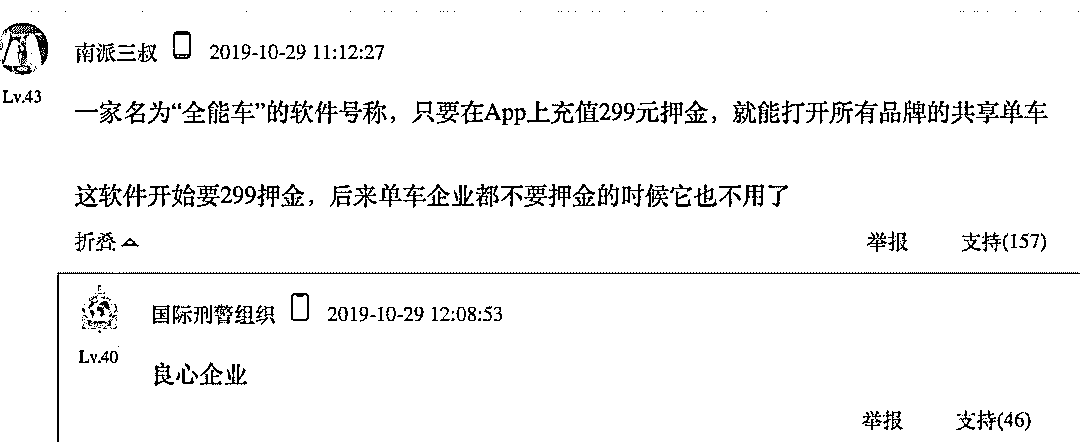 南派三叔 2019-10-29 11:12:27
Lv.43
一家名为“全能车”的软件号称，只要在App上充值299元押金，就能打开所有品牌的共享单车
这软件开始要299押金，后来单车企业都不要押金的时候它也不用了
折叠 举报 支持(157)
国际刑警组织 2019-10-29 12:08:53
Lv.40
良心企业
举报 支持(46)